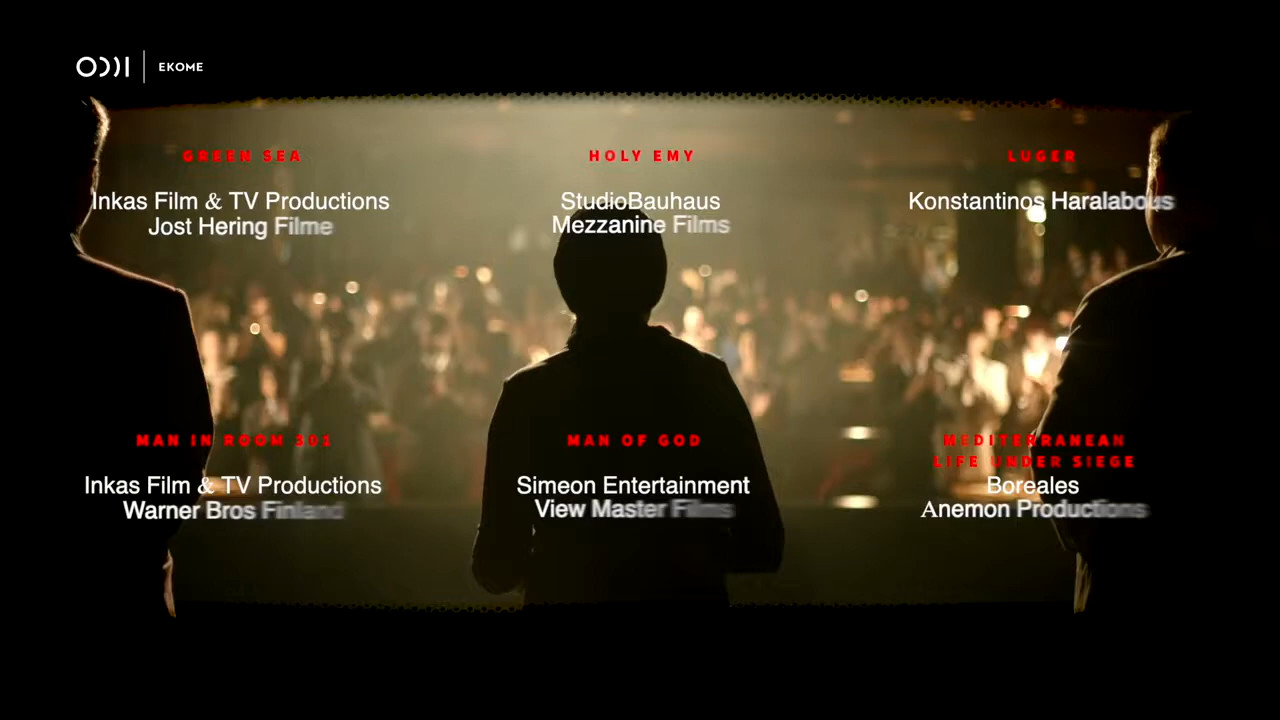 EKOME
GREEN SEA
Inkas Film & TV Productions
Jost Hering Filme
HOLY EMY
StudioBauhaus
Mezzanine Films
LUGER
Konstantinos Haralabous
MAN IN ROOM 301
Inkas Film & TV Productions
Warner Bros Finland
MAN OF GOD
Simeon Entertainment
View Master Films
MEDITERRANEAN
LIFE UNDER SIEGE
Boreales
Anemon Productions